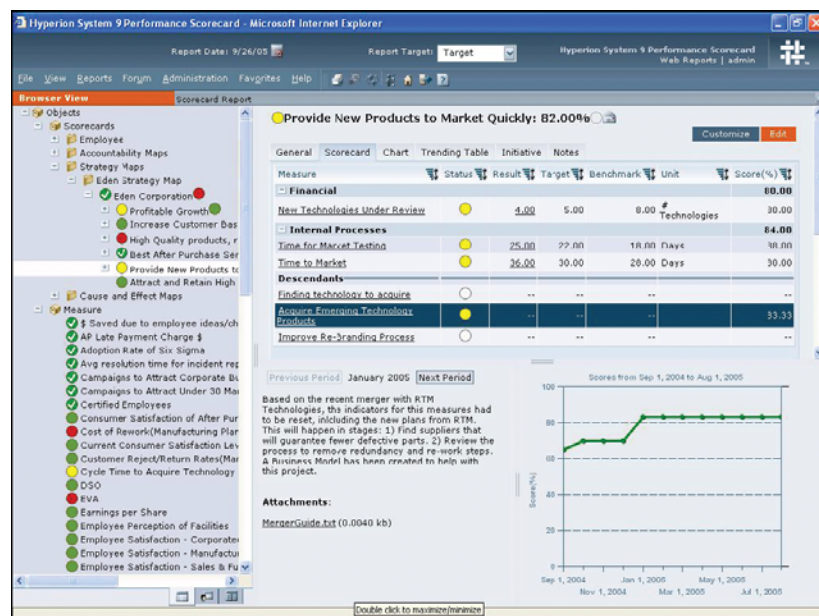 Hyperion System 9 Performance Scorecard - Microsoft Internet Explorer
Report Date: 9/26/05
Report Target: Target
Hyperion System 9 Performance Scorecard
Web Reports | admin
File View Reports Forum Administration Favorites Help
Browser View
Scorecard Report
Objects
Scorecards
Employee
Accountability Maps
Strategy Maps
Eden Strategy Map
Eden Corporation
Profitable Growth
Increase Customer Bas
High Quality products, r
Best After Purchase Ser
Provide New Products to
Attract and Retain High
Cause and Effect Maps
Measure
$ Saved due to employee ideas/ch
AP Late Payment Charge $
Adoption Rate of Six Sigma
Avg resolution time for incident rep
Campaigns to Attract Corporate Bu
Campaigns to Attract Under 30 Mar
Certified Employees
Consumer Satisfaction of After Pur
Cost of Rework(Manufacturing Plan
Current Consumer Satisfaction Lev
Customer Reject/Return Rates(Mar
Cycle Time to Acquire Technology
DSO
EVA
Earnings per Share
Employee Perception of Facilities
Employee Satisfaction - Corporate
Employee Satisfaction - Manufactu
Employee Satisfaction - Sales & Fu
Provide New Products to Market Quickly: 82.00%
Customize Edit
General Scorecard Chart Trending Table Initiative Notes
Measure Status Result Target Benchmark Unit Score(%)
Financial 80.00
New Technologies Under Review 4.00 5.00 8.00 # Technologies
Internal Processes 84.00
Time for Market Testing 25.00 22.00 18.00 Days
Time to Market 36.00 30.00 Days
Descendants
Finding technology to acquire -- -- -- --
Acquire Emerging Technology
Products -- -- --
Improve Re-Branding Process -- -- -- --
Previous Period January 2005 Next Period
Based on the recent merger with RTM
Technologies, the indicators for this measures had
to be reset, including the new plans from RTM.
This will happen in stages: 1) Find suppliers that
will guarantee fewer defective parts. 2) Review the
process to remove redundancy and re-work steps.
A Business Model has been created to help with
this project.
Attachments:
MergerGuide.txt (0.0040 kb)
Scores from Sep 1, 2004 to Aug 1, 2005
Score(%)
100
80
60
40
20
0
Sep 1, 2004 Jan 1, 2005 May 1, 2005
Nov 1, 2004 Mar 1, 2005 Jul 1, 2005
Double click to maximize/minimize